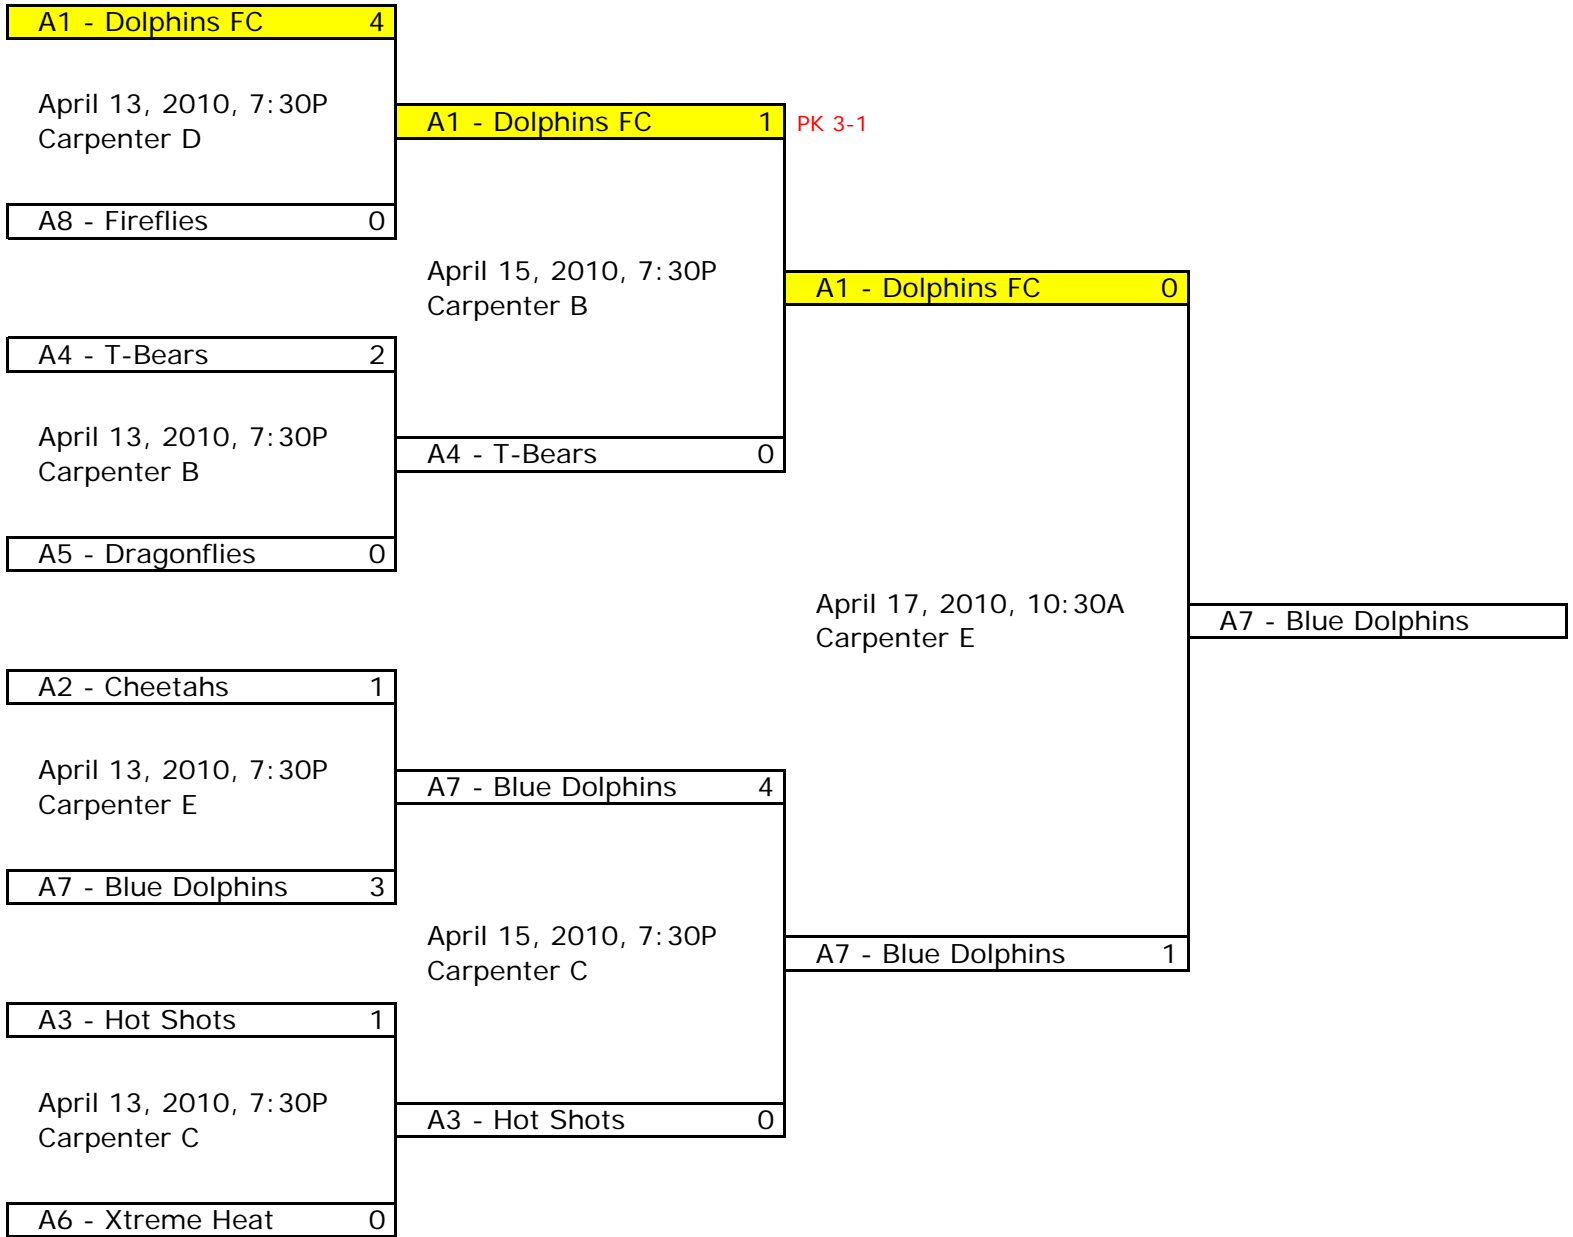 A1 - Dolphins FC 4
April 13, 2010, 7:30P
Carpenter D
A8 - Fireflies 0
A4 - T-Bears 2
April 13, 2010, 7:30P
Carpenter B
A5 - Dragonflies 0
A2 - Cheetahs 1
April 13, 2010, 7:30P
Carpenter E
A7 - Blue Dolphins 3
A3 - Hot Shots 1
April 13, 2010, 7:30P
Carpenter C
A6 - Xtreme Heat 0
A1 - Dolphins FC 1 PK 3-1
April 15, 2010, 7:30P
Carpenter B
A4 - T-Bears 0
A7 - Blue Dolphins 4
April 15, 2010, 7:30P
Carpenter C
A3 - Hot Shots 0
A1 - Dolphins FC 0
April 17, 2010, 10:30A
Carpenter E
A7 - Blue Dolphins 1
A7 - Blue Dolphins